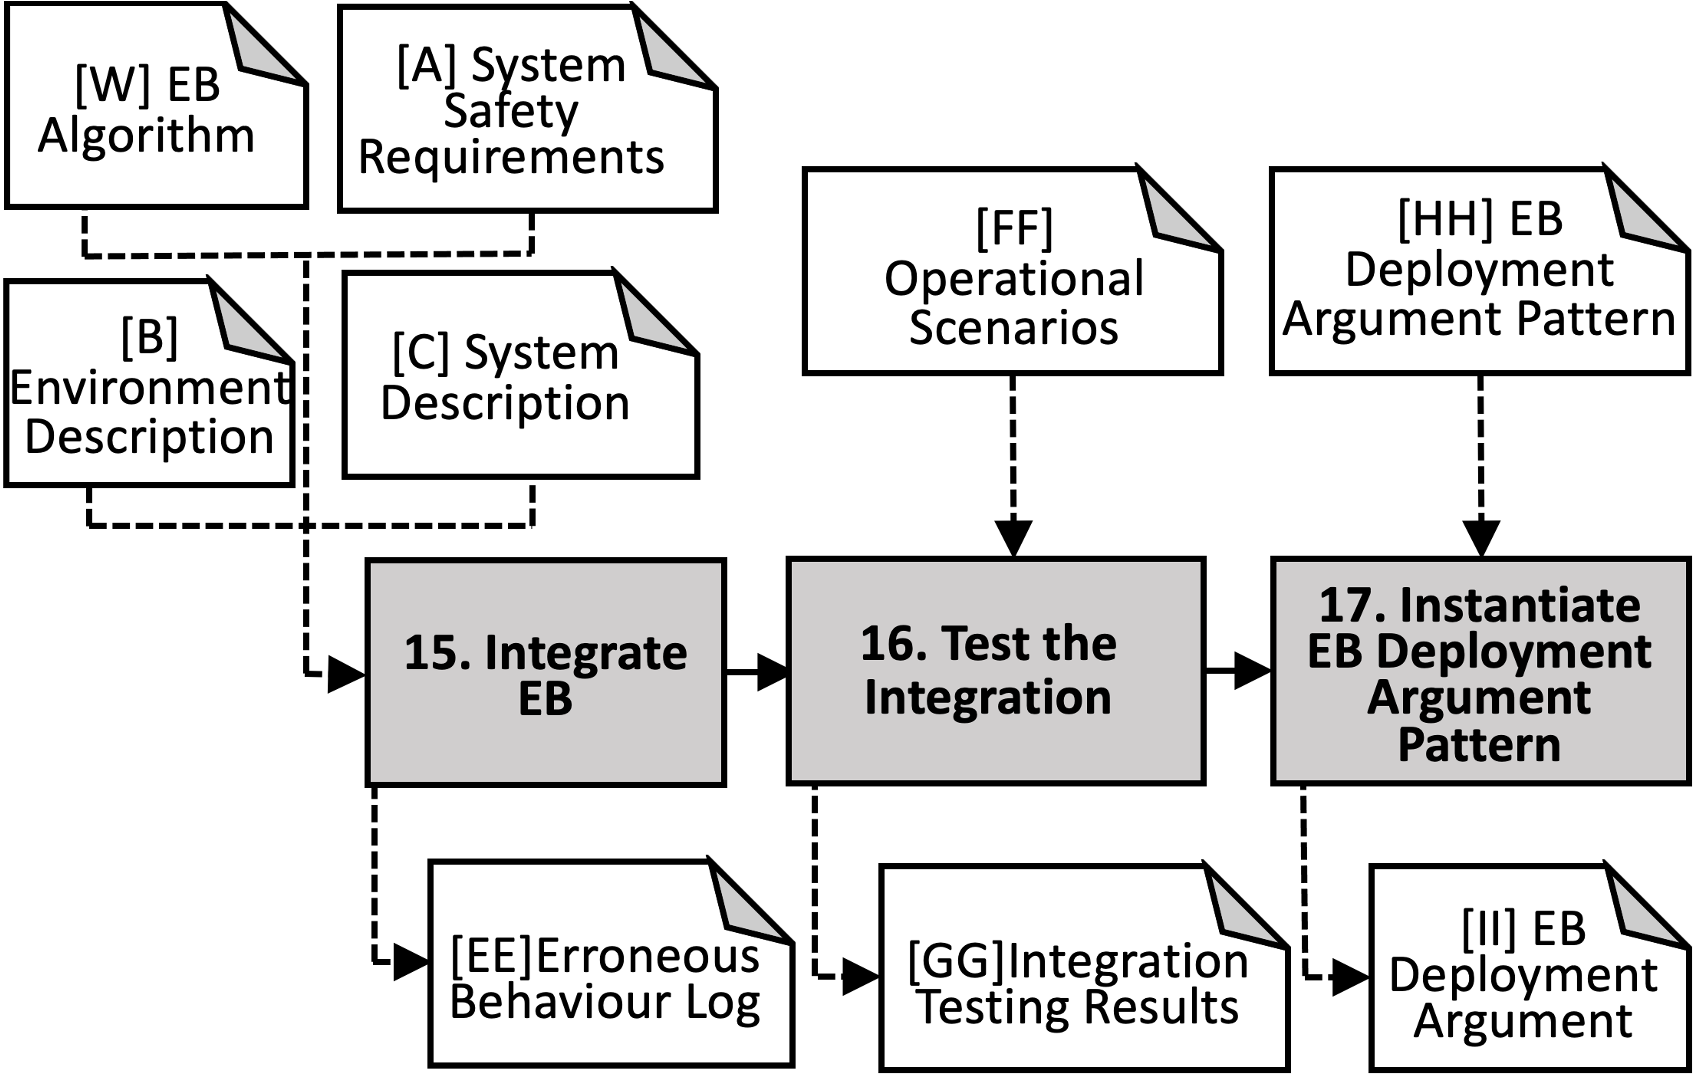 [W] EB
Algorithm
[A] System
Safety
Requirements
[B]
Environment
Description
[C] System
Description
[FF]
Operational
Scenarios
[HH] EB
Deployment
Argument Pattern
15. Integrate
EB
16. Test the
Integration
17. Instantiate
EB Deployment
Argument
Pattern
[EE]Erroneous
Behaviour Log
[GG]Integration
Testing Results
[II] EB
Deployment
Argument